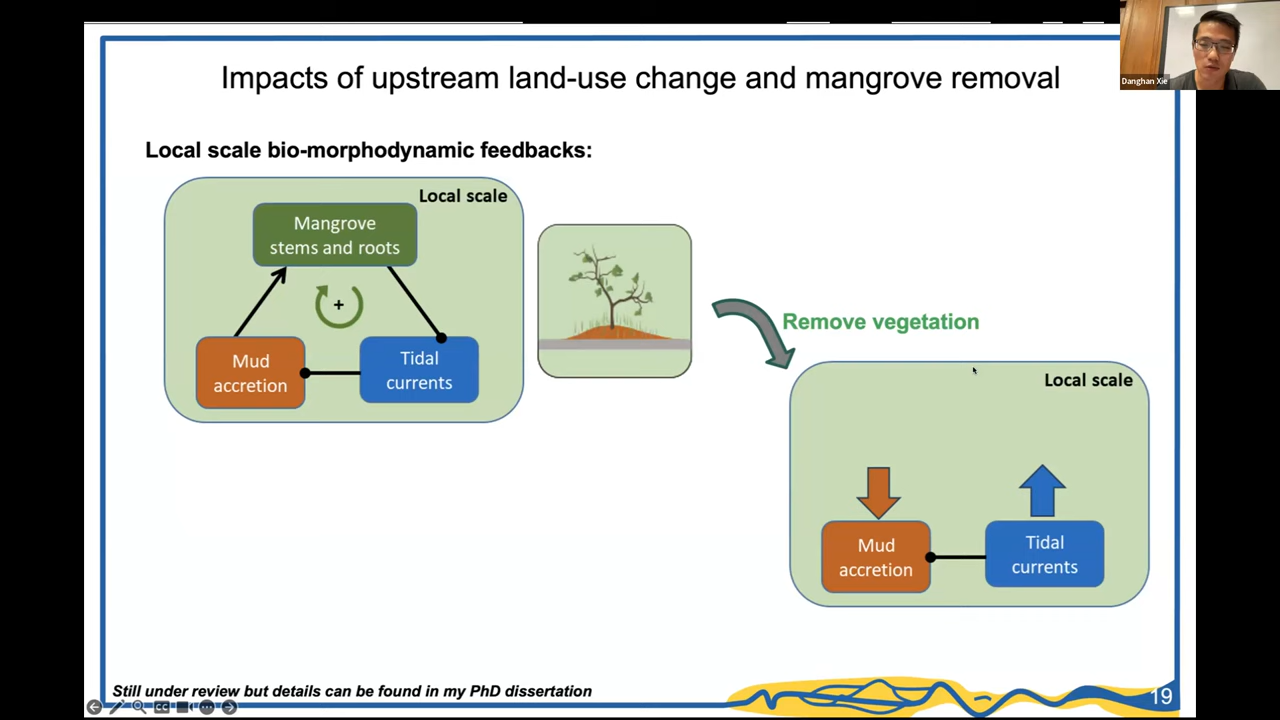 Danghan Xie
Impacts of upstream land-use change and mangrove removal
Local scale bio-morphodynamic feedbacks:
Local scale
Mangrove
stems and roots
+
Mud
accretion
Tidal
currents
Remove vegetation
Local scale
Mud
accretion
Tidal
currents
Still under review but details can be found in my PhD dissertation
CC
19